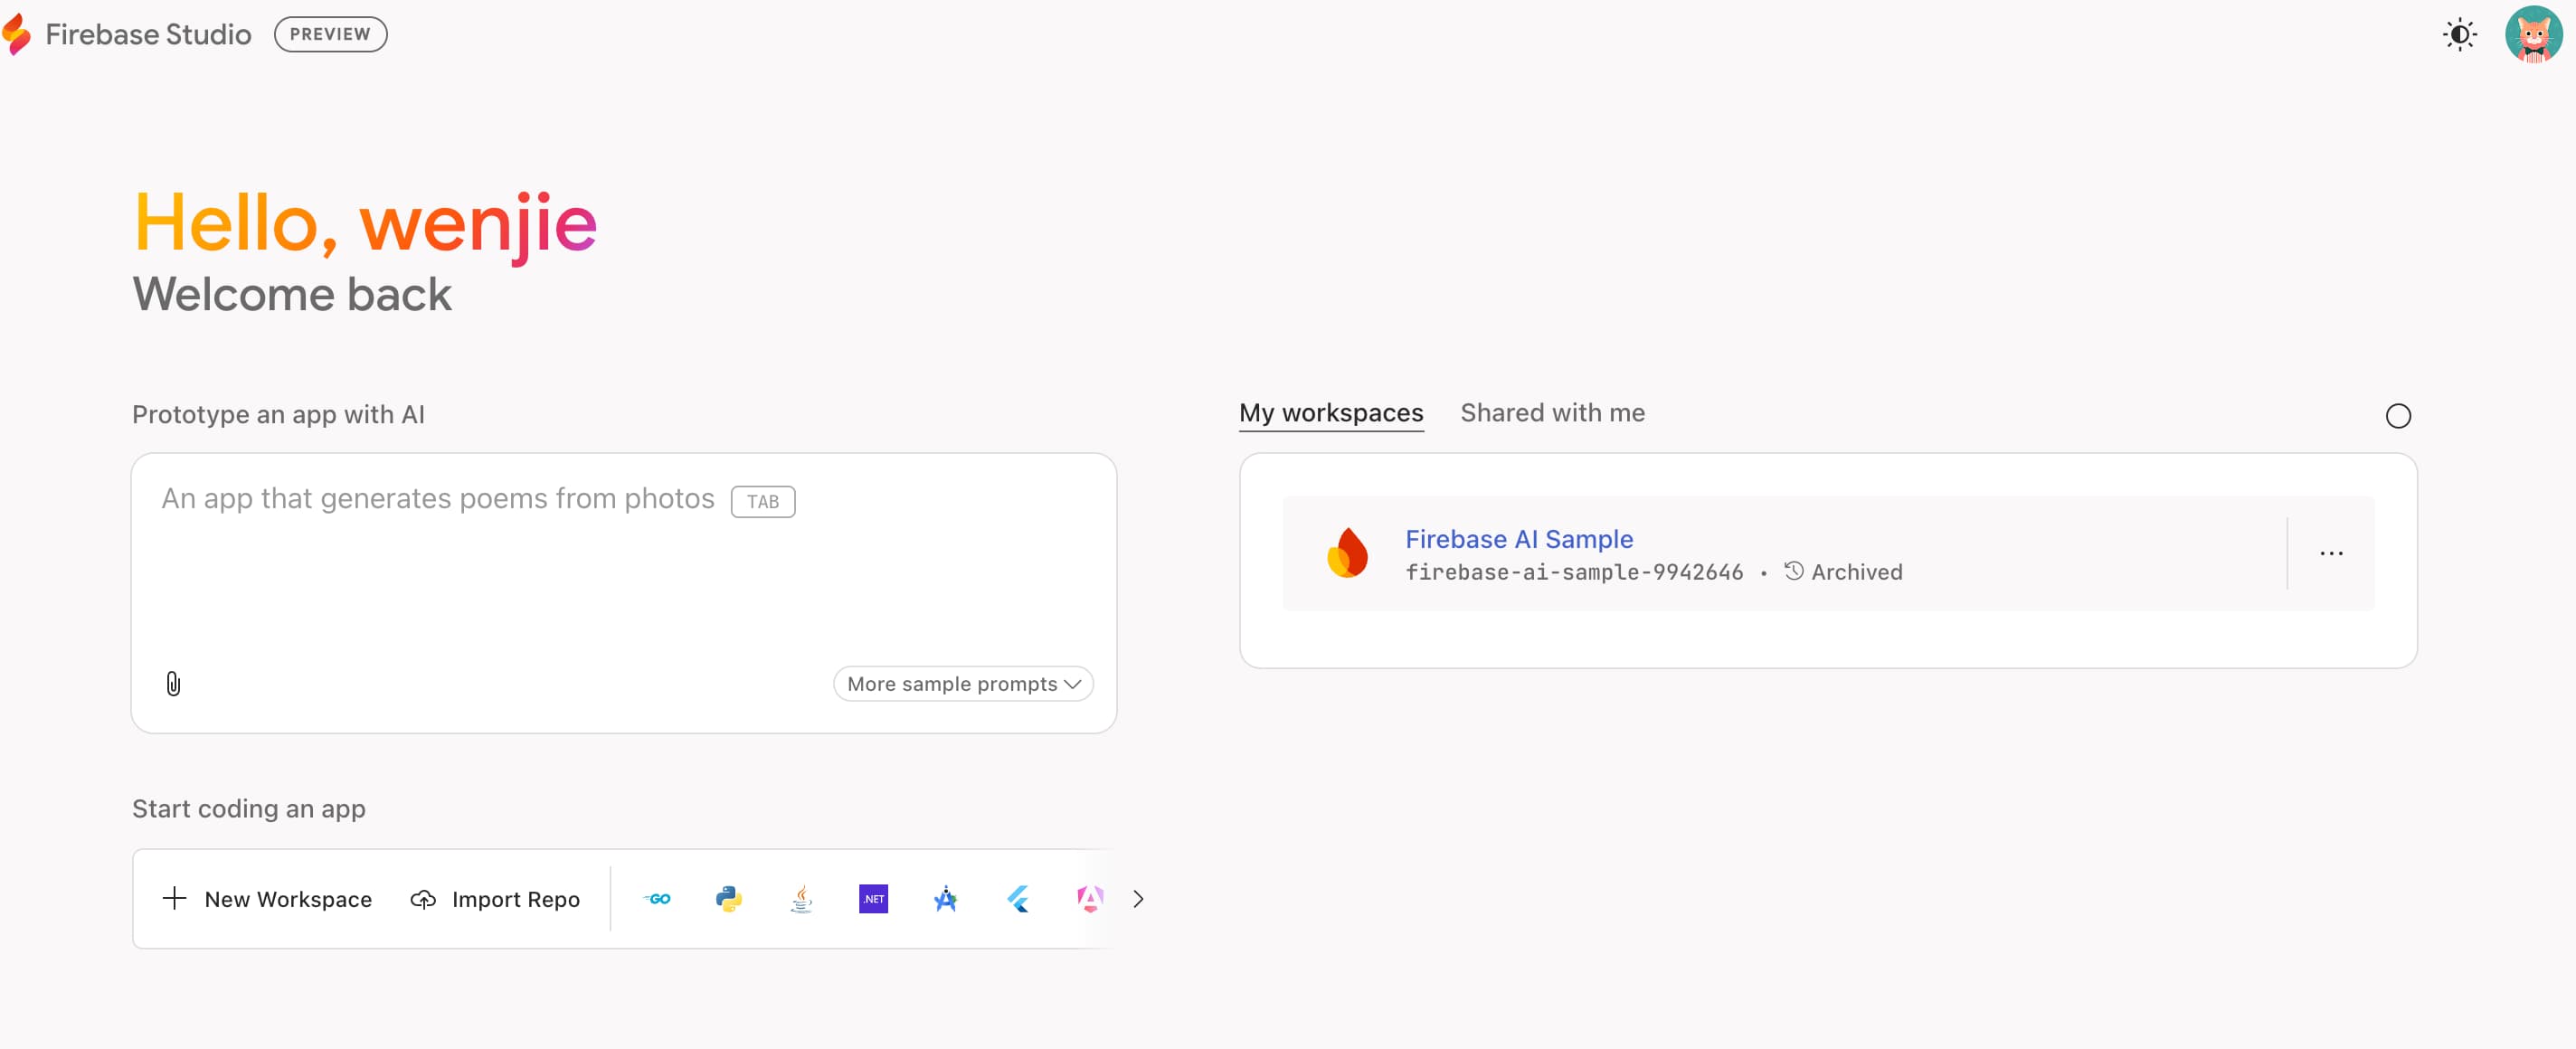 Firebase Studio PREVIEW
Hello, wenjie
Welcome back
Prototype an app with AI
An app that generates poems from photos TAB
More sample prompts
Start coding an app
New Workspace Import Repo GO .NET
My workspaces Shared with me
Firebase AI Sample
firebase-ai-sample-9942646 • Archived